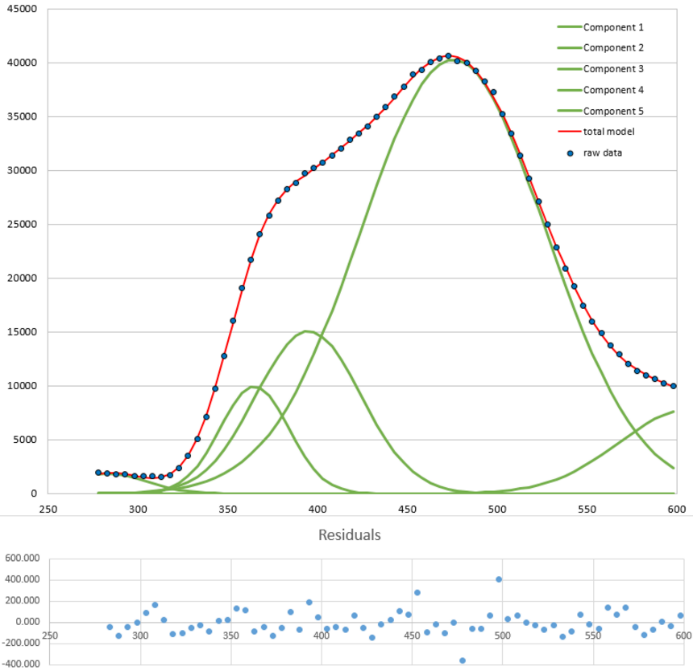 45000
40000
35000
30000
25000
20000
15000
10000
5000
0
250 300 350 400 450 500 550 600
Component 1
Component 2
Component 3
Component 4
Component 5
total model
raw data
Residuals
600.000
400.000
200.000
0.000
-200.000
-400.000
250 300 350 400 450 500 550 600